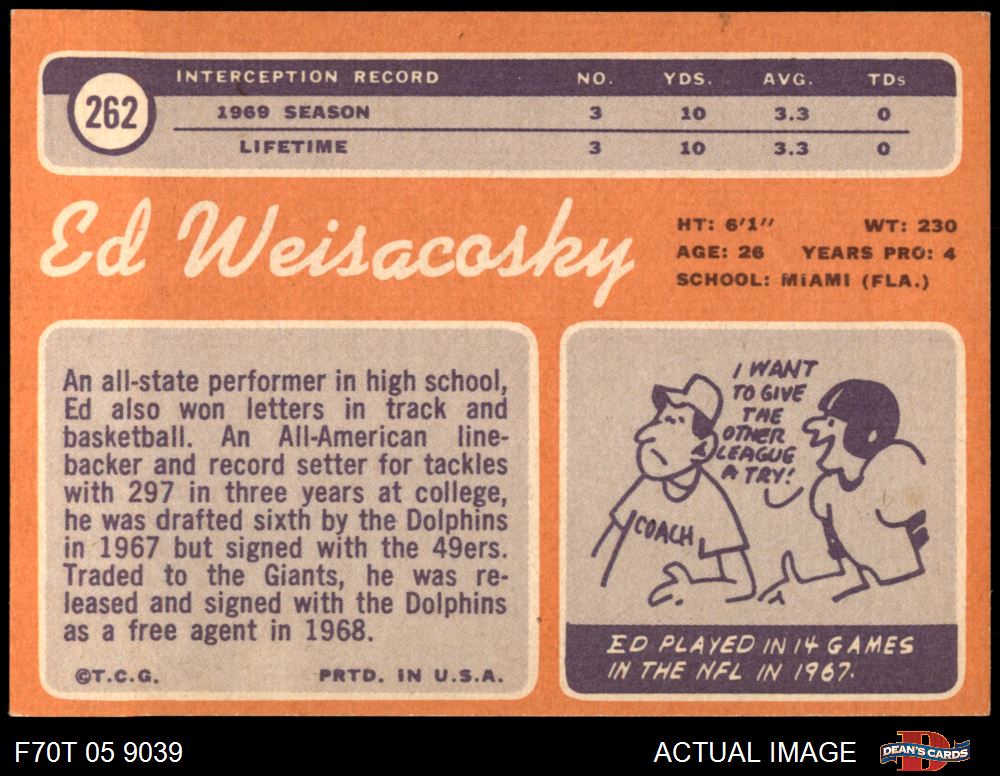 262
INTERCEPTION RECORD NO. YDS. AVG. TDs
1969 SEASON 3 10 3.3 0
LIFETIME 3 10 3.3 0
Ed Weisacosky
HT: 6'1" WT: 230
AGE: 26 YEARS PRO: 4
SCHOOL: MIAMI (FLA.)
An all-state performer in high school,
Ed also won letters in track and
basketball. An All-American line-
backer and record setter for tackles
with 297 in three years at college,
he was drafted sixth by the Dolphins
in 1967 but signed with the 49ers.
Traded to the Giants, he was re-
leased and signed with the Dolphins
as a free agent in 1968.
©T.C.G. PRTD. IN U.S.A.
I WANT
TO GIVE
THE
OTHER
LEAGUE
A TRY!
COACH
ED PLAYED IN 14 GAMES
IN THE NFL IN 1967.
F70T 05 9039 ACTUAL IMAGE DEAN'S CARDS